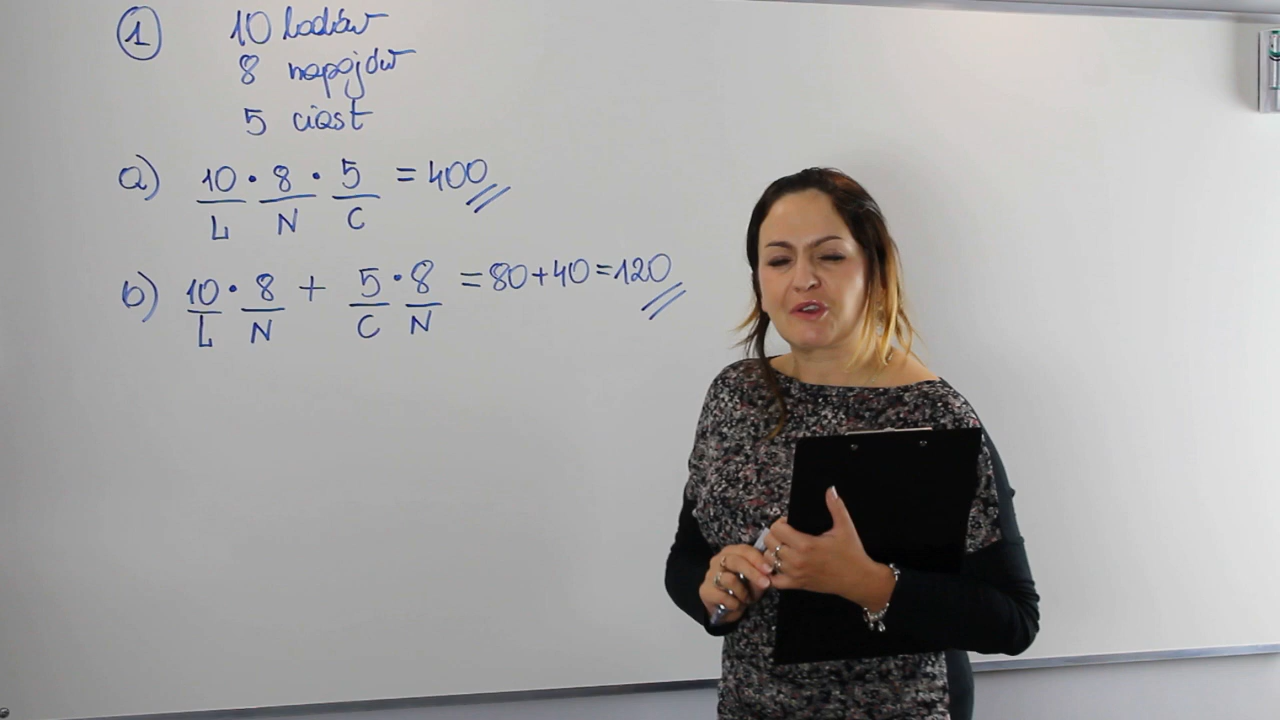 1 10 lodów
8 napojów
5 ciast
a) 10 · 8 · 5 = 400
L N C
b) 10 · 8 + 5 · 8 = 80+40=120
L N C N